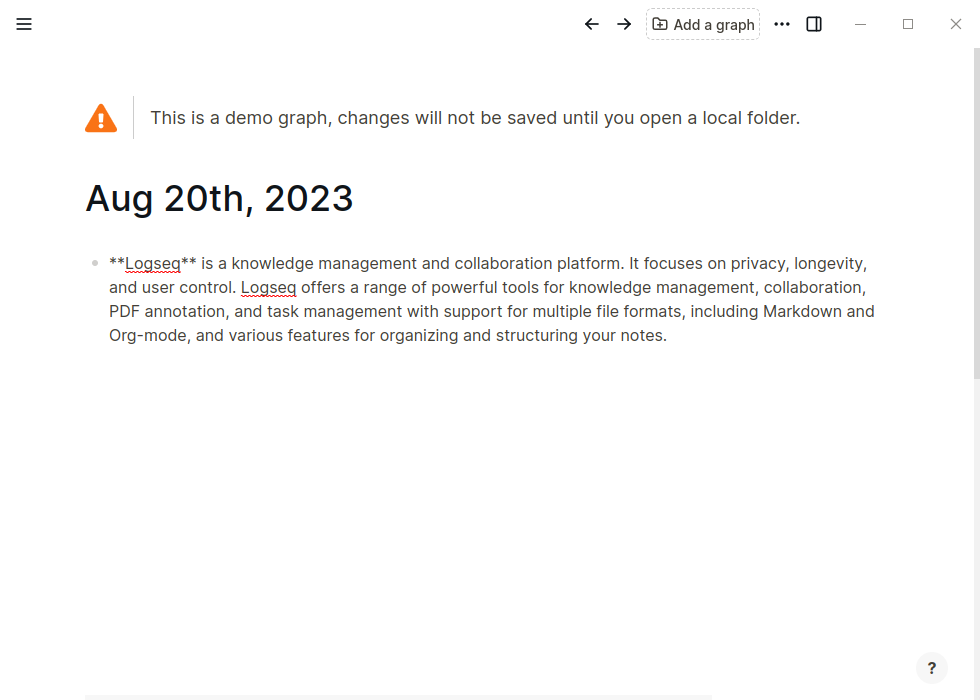 Add a graph
This is a demo graph, changes will not be saved until you open a local folder.
Aug 20th, 2023
**Logseq** is a knowledge management and collaboration platform. It focuses on privacy, longevity,
and user control. Logseq offers a range of powerful tools for knowledge management, collaboration,
PDF annotation, and task management with support for multiple file formats, including Markdown and
Org-mode, and various features for organizing and structuring your notes.
?